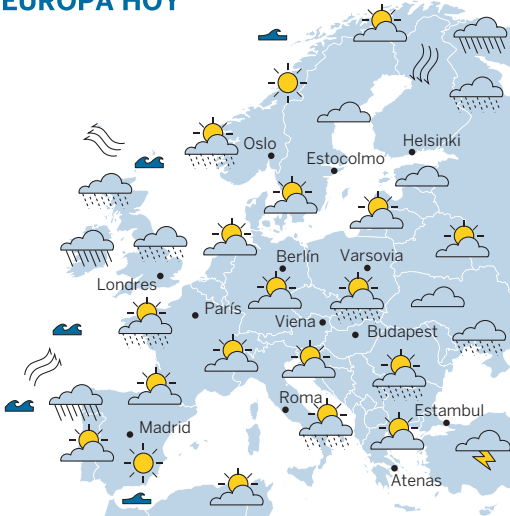 EUROPA HOY
Oslo
Helsinki
Estocolmo
Berlín
Varsovia
Londres
París
Viena
Budapest
Roma
Estambul
Madrid
Atenas